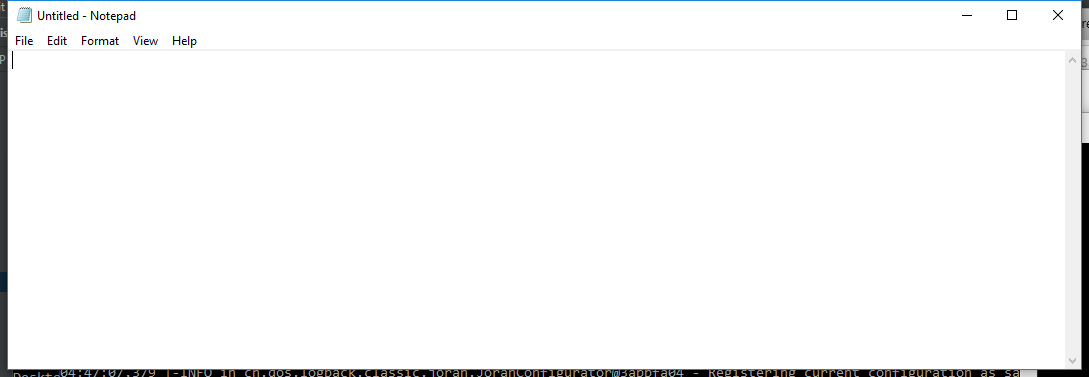 Untitled - Notepad
File Edit Format View Help
04:47:07,379 |-INFO in ch.qos.logback.classic.joran.JoranConfigurator@3abbfa04 - Registering current configuration as sa